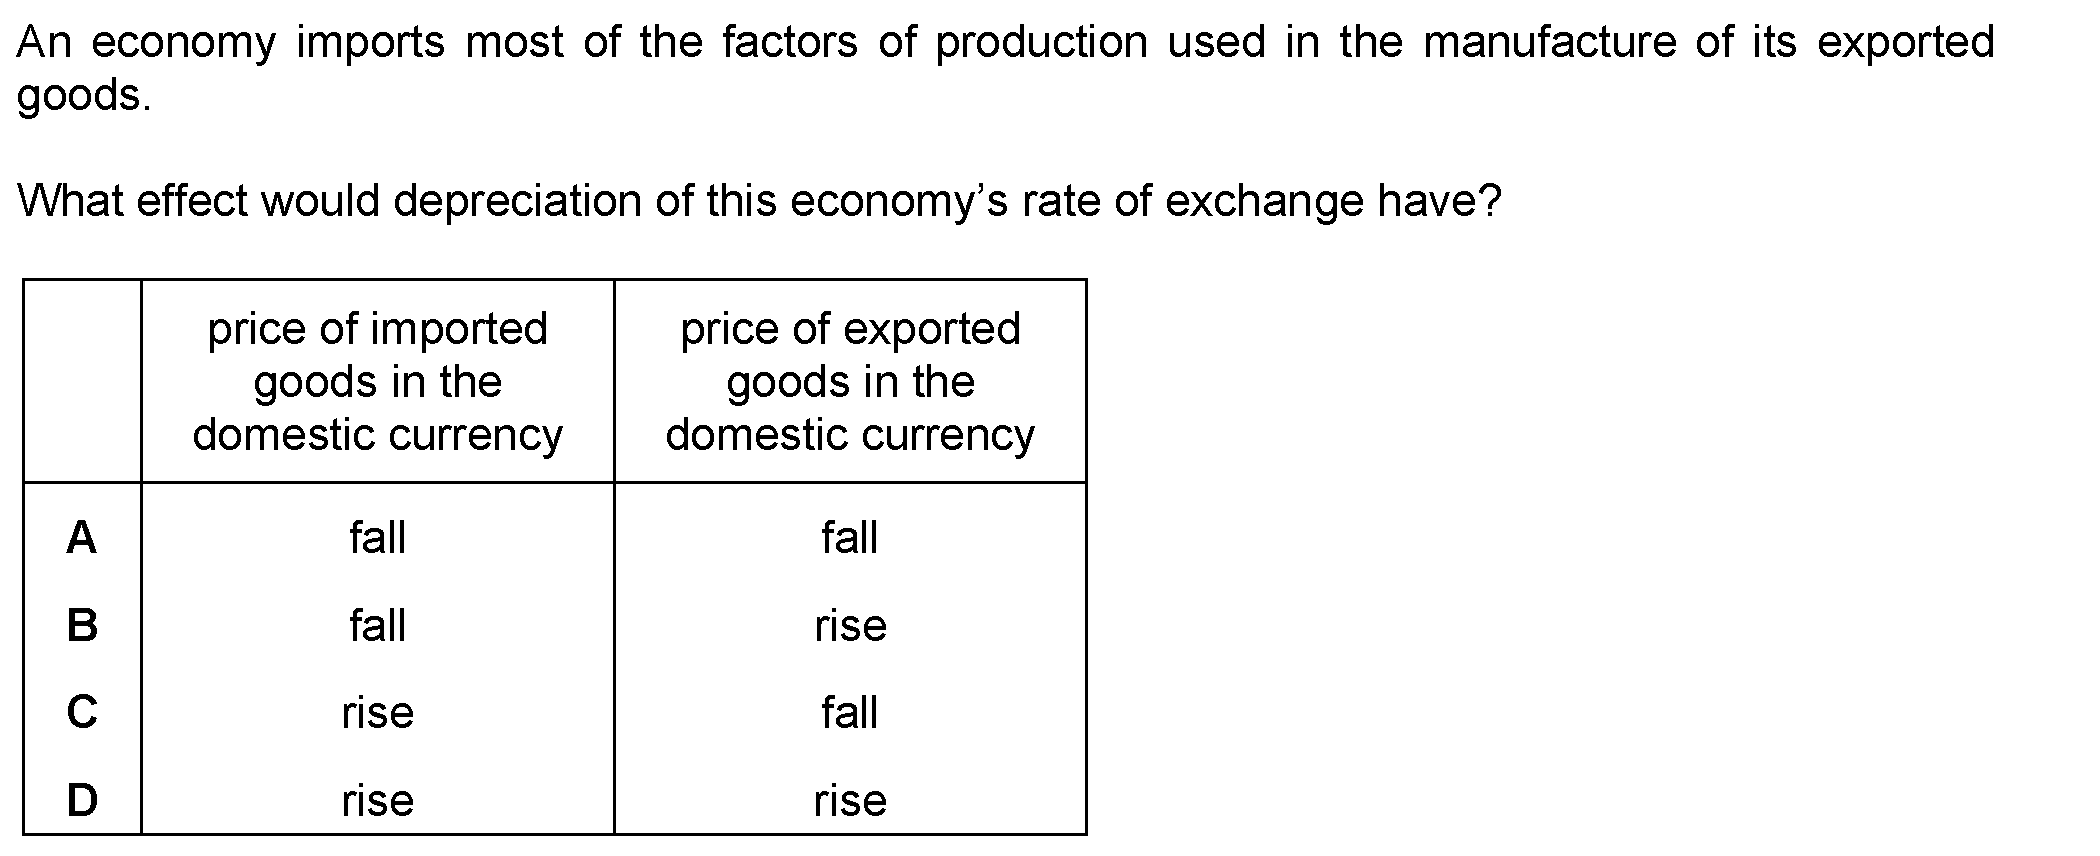 An economy imports most of the factors of production used in the manufacture of its exported
goods.
What effect would depreciation of this economy's rate of exchange have?
price of imported goods in the domestic currency
price of exported goods in the domestic currency
A fall fall
B fall rise
C rise fall
D rise rise